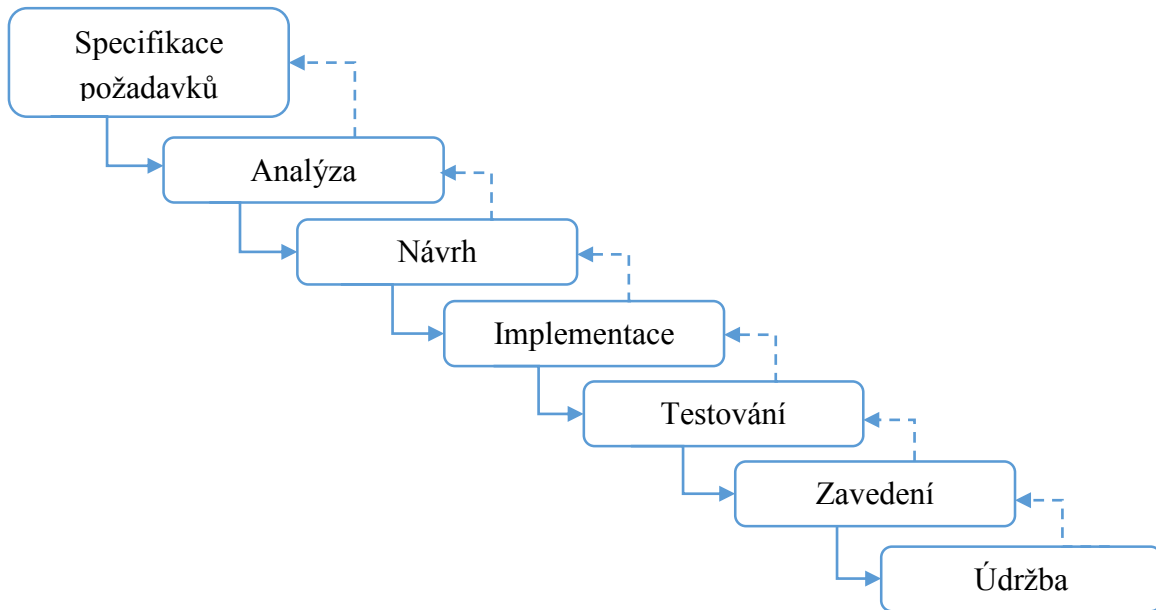 Specifikace
požadavků
Analýza
Návrh
Implementace
Testování
Zavedení
Údržba